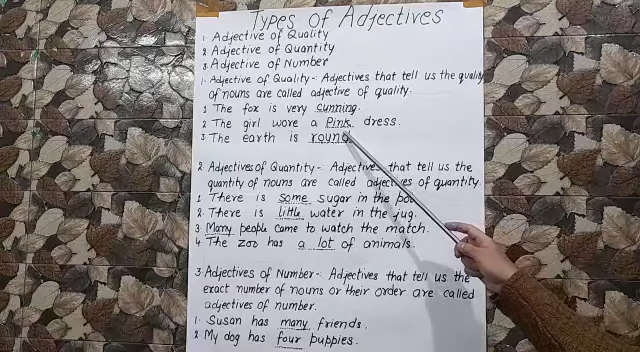 Types of Adjectives
1. Adjective of Quality
2 Adjective of Quantity
3. Adjective of Number
1. Adjective of Quality-: Adjectives that tell us the quality
of nouns are called adjective of quality.
1 The fox is very cunning.
2 The girl wore a Pink dress.
3 The earth is round
2 Adjectives of Quantity-: Adjectives that tell us the
quantity of nouns are called adjectives of quantity.
1 There is some sugar in the
2. There is little water in the jug.
3 Many people came to watch the match.
4 The zoo has a lot of animals.
3 Adjectives of Number-: Adjectives that tell us the
exact number of nouns or their order are called
adjectives of number.
1. Susan has many friends.
2 My dog has four puppies.